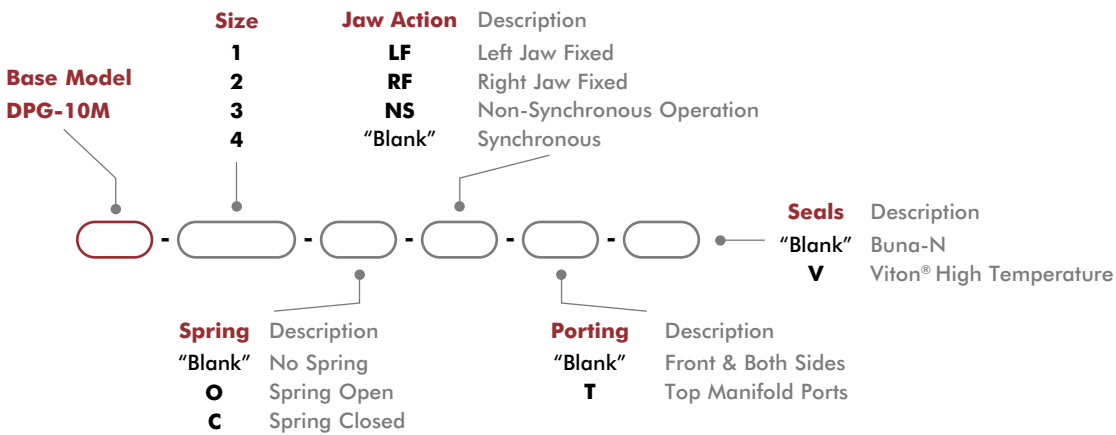 Size
1
2
3
4
Jaw Action Description
LF Left Jaw Fixed
RF Right Jaw Fixed
NS Non-Synchronous Operation
"Blank" Synchronous
Base Model
DPG-10M
- - - - -
Seals Description
"Blank" Buna-N
V Viton® High Temperature
Spring Description
"Blank" No Spring
O Spring Open
C Spring Closed
Porting Description
"Blank" Front & Both Sides
T Top Manifold Ports